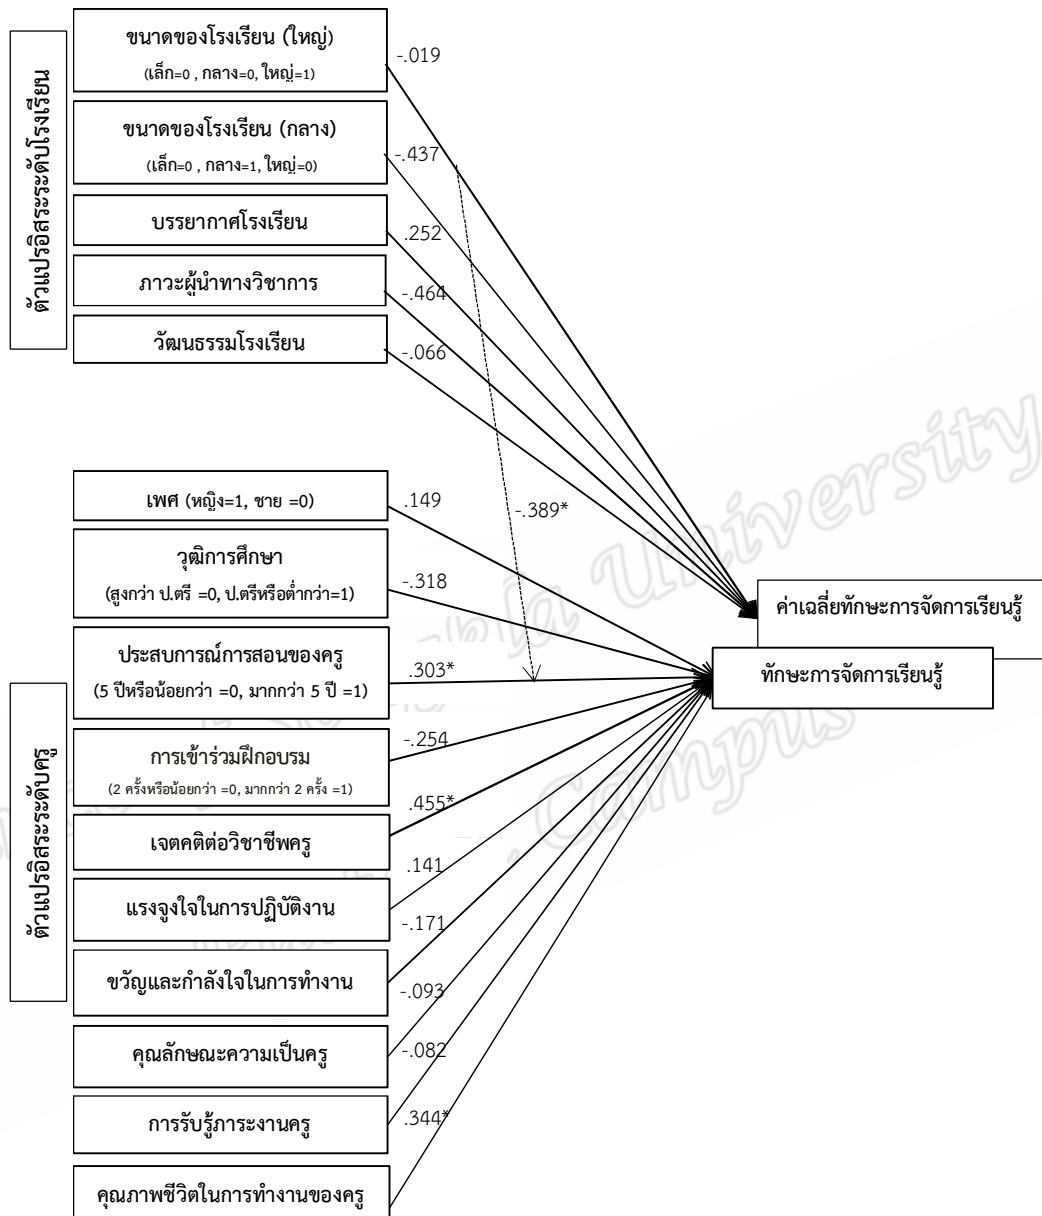 ตัวแปรอิสระระดับโรงเรียน
ขนาดของโรงเรียน (ใหญ่)
(เล็ก=0 , กลาง=0, ใหญ่=1)
-.019
ขนาดของโรงเรียน (กลาง)
(เล็ก=0 , กลาง=1, ใหญ่=0)
-.437
บรรยากาศโรงเรียน
.252
ภาวะผู้นำทางวิชาการ
-.464
วัฒนธรรมโรงเรียน
-.066
-.389*
ค่าเฉลี่ยทักษะการจัดการเรียนรู้
ทักษะการจัดการเรียนรู้
ตัวแปรอิสระระดับครู
เพศ (หญิง=1, ชาย =0)
.149
วุฒิการศึกษา
(สูงกว่า ป.ตรี =0, ป.ตรีหรือต่ำกว่า=1)
-.318
ประสบการณ์การสอนของครู
(5 ปีหรือน้อยกว่า =0, มากกว่า 5 ปี =1)
.303*
การเข้าร่วมฝึกอบรม
(2 ครั้งหรือน้อยกว่า =0, มากกว่า 2 ครั้ง =1)
-.254
เจตคติต่อวิชาชีพครู
.455*
แรงจูงใจในการปฏิบัติงาน
.141
ขวัญและกำลังใจในการทำงาน
-.171
คุณลักษณะความเป็นครู
-.093
การรับรู้ภาระงานครู
-.082
คุณภาพชีวิตในการทำงานของครู
.344*
University
Campus